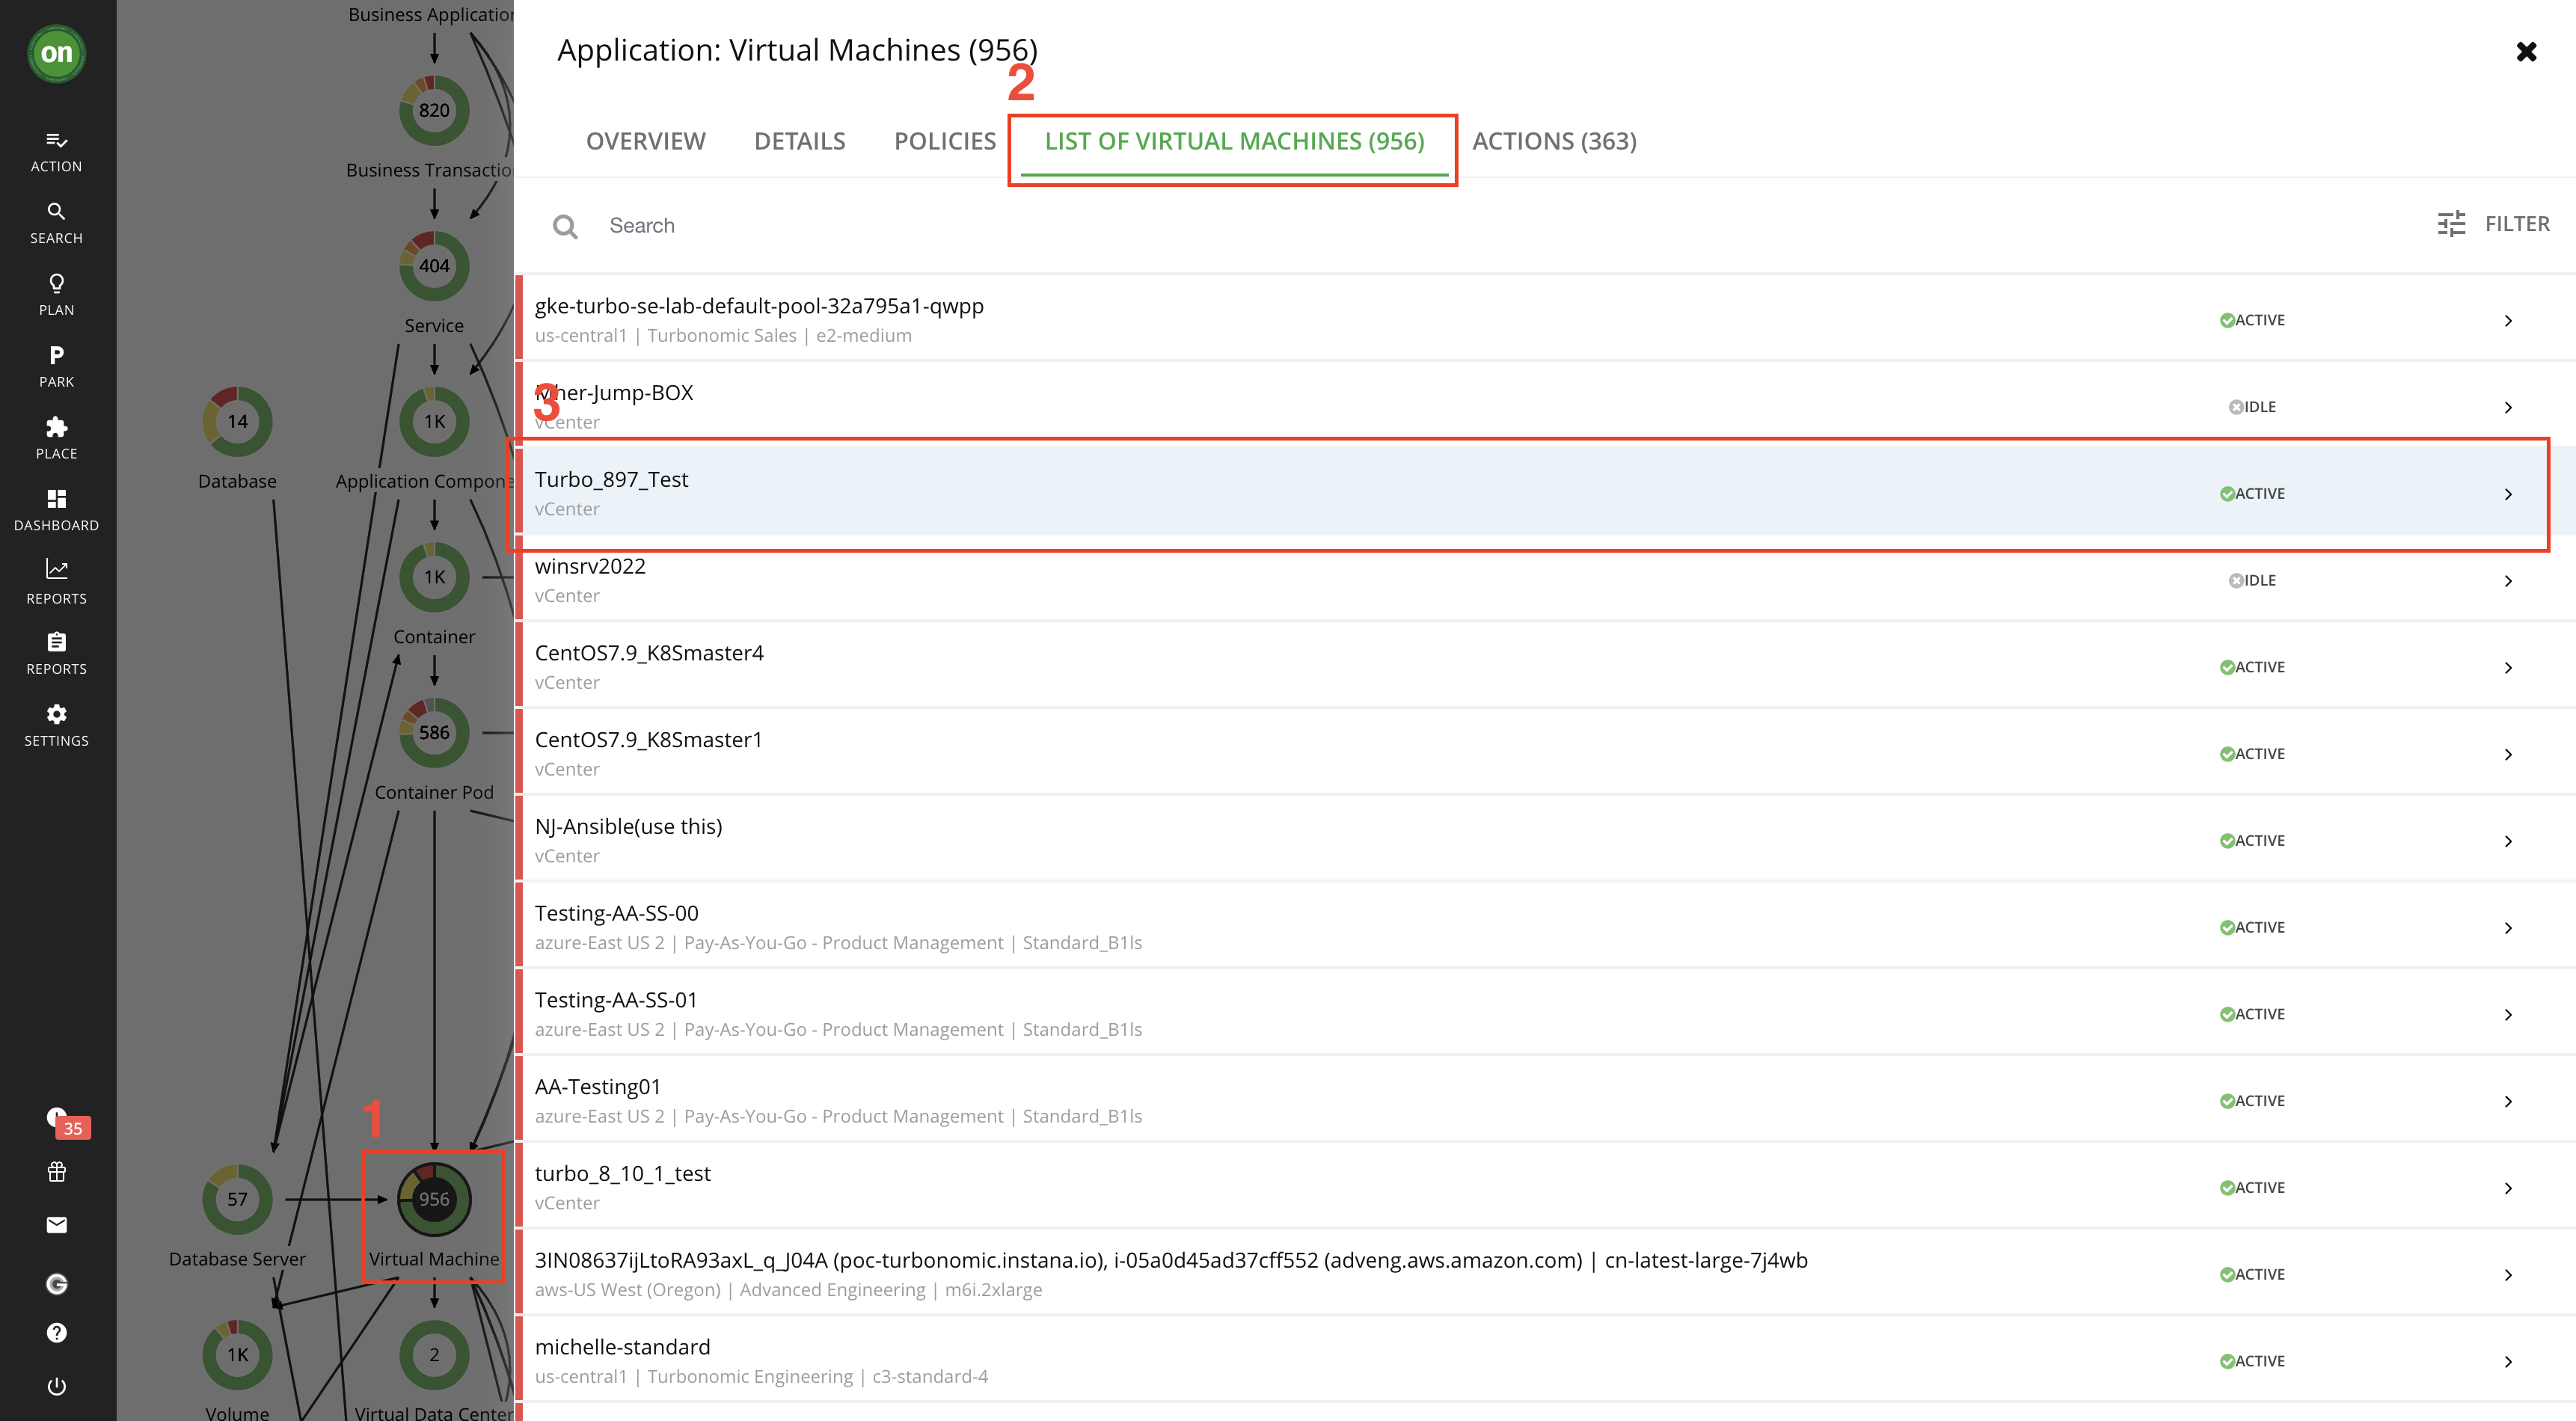 on
ACTION
SEARCH
PLAN
P
PARK
PLACE
DASHBOARD
REPORTS
REPORTS
SETTINGS
35
G
?
Business
820
Business
404
Service
14
Database
1K
Application
1K
Container
586
Container Pod
1
57
Database Server
956
Virtual Machine
1K
Volume
2
Virtual Data Center
Application: Virtual Machines (956)
2
OVERVIEW DETAILS POLICIES LIST OF VIRTUAL MACHINES (956) ACTIONS (363)
Search FILTER
gke-turbo-se-lab-default-pool-32a795a1-qwpp
us-central1 | Turbonomic Sales | e2-medium
ACTIVE
3
vCenter
IDLE
Turbo_897_Test
vCenter
ACTIVE
winsrv2022
vCenter
IDLE
CentOS7.9_K8Smaster4
vCenter
ACTIVE
CentOS7.9_K8Smaster1
vCenter
ACTIVE
NJ-Ansible(use this)
vCenter
ACTIVE
Testing-AA-SS-00
azure-East US 2 | Pay-As-You-Go - Product Management | Standard_B1ls
ACTIVE
Testing-AA-SS-01
azure-East US 2 | Pay-As-You-Go - Product Management | Standard_B1ls
ACTIVE
AA-Testing01
azure-East US 2 | Pay-As-You-Go - Product Management | Standard_B1ls
ACTIVE
turbo_8_10_1_test
vCenter
ACTIVE
3IN08637ijLtoRA93axL_q_J04A (poc-turbonomic.instana.io), i-05a0d45ad37cff552 (adveng.aws.amazon.com) | cn-latest-large-7j4wb
aws-US West (Oregon) | Advanced Engineering | m6i.2xlarge
ACTIVE
michelle-standard
us-central1 | Turbonomic Engineering | c3-standard-4
ACTIVE